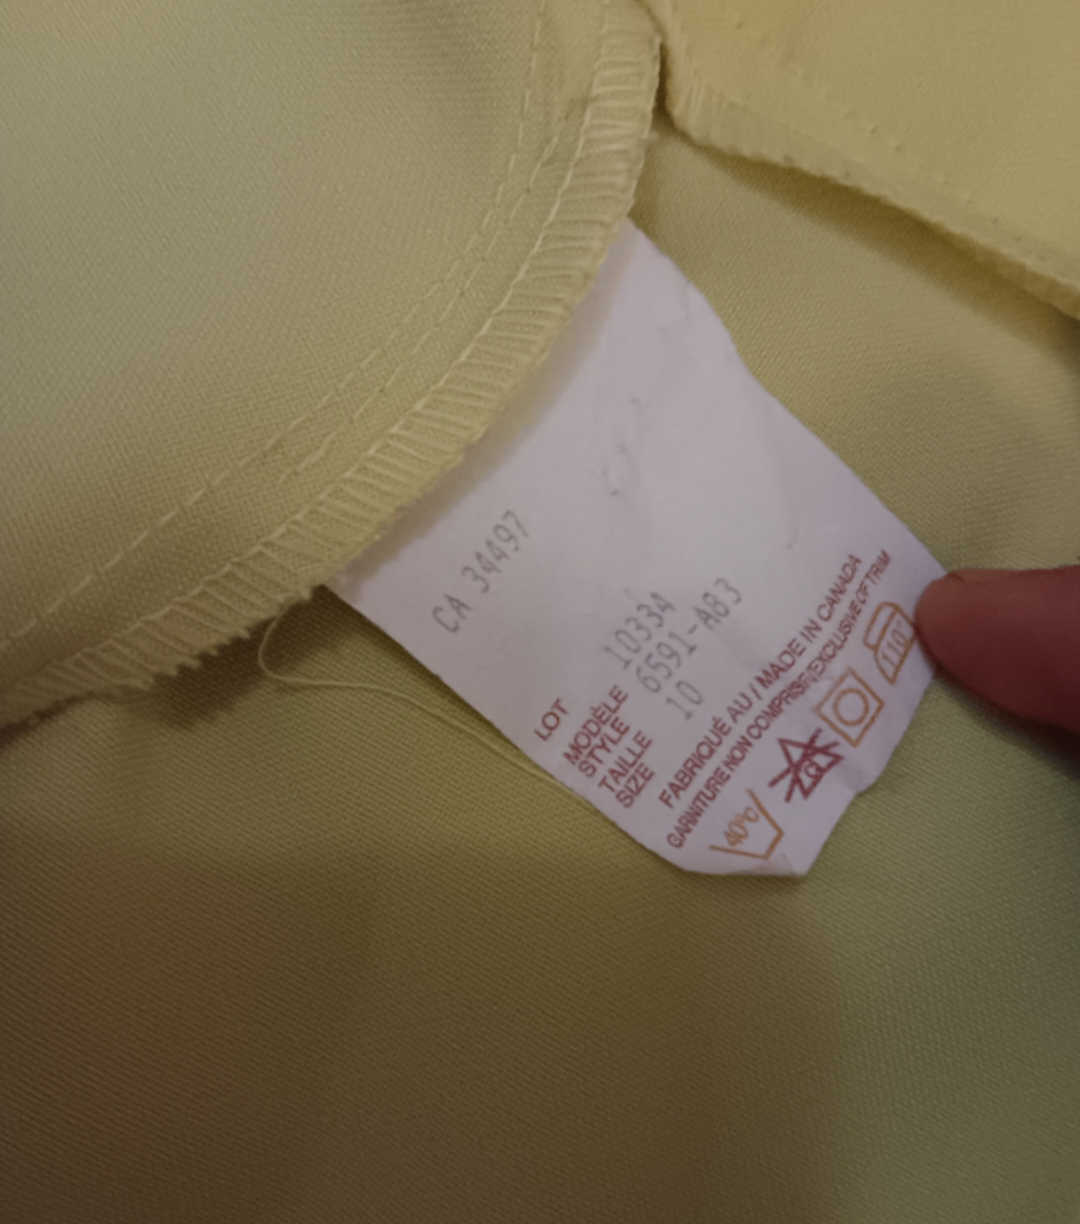 CA 34497
LOT 10334
MODÈLE
STYLE 6591-A83
TAILLE
SIZE 10
FABRIQUÉ AU / MADE IN CANADA
GARNITURE NON COMPRISE/EXCLUSIVE OF TRIM
40°C CL 110°